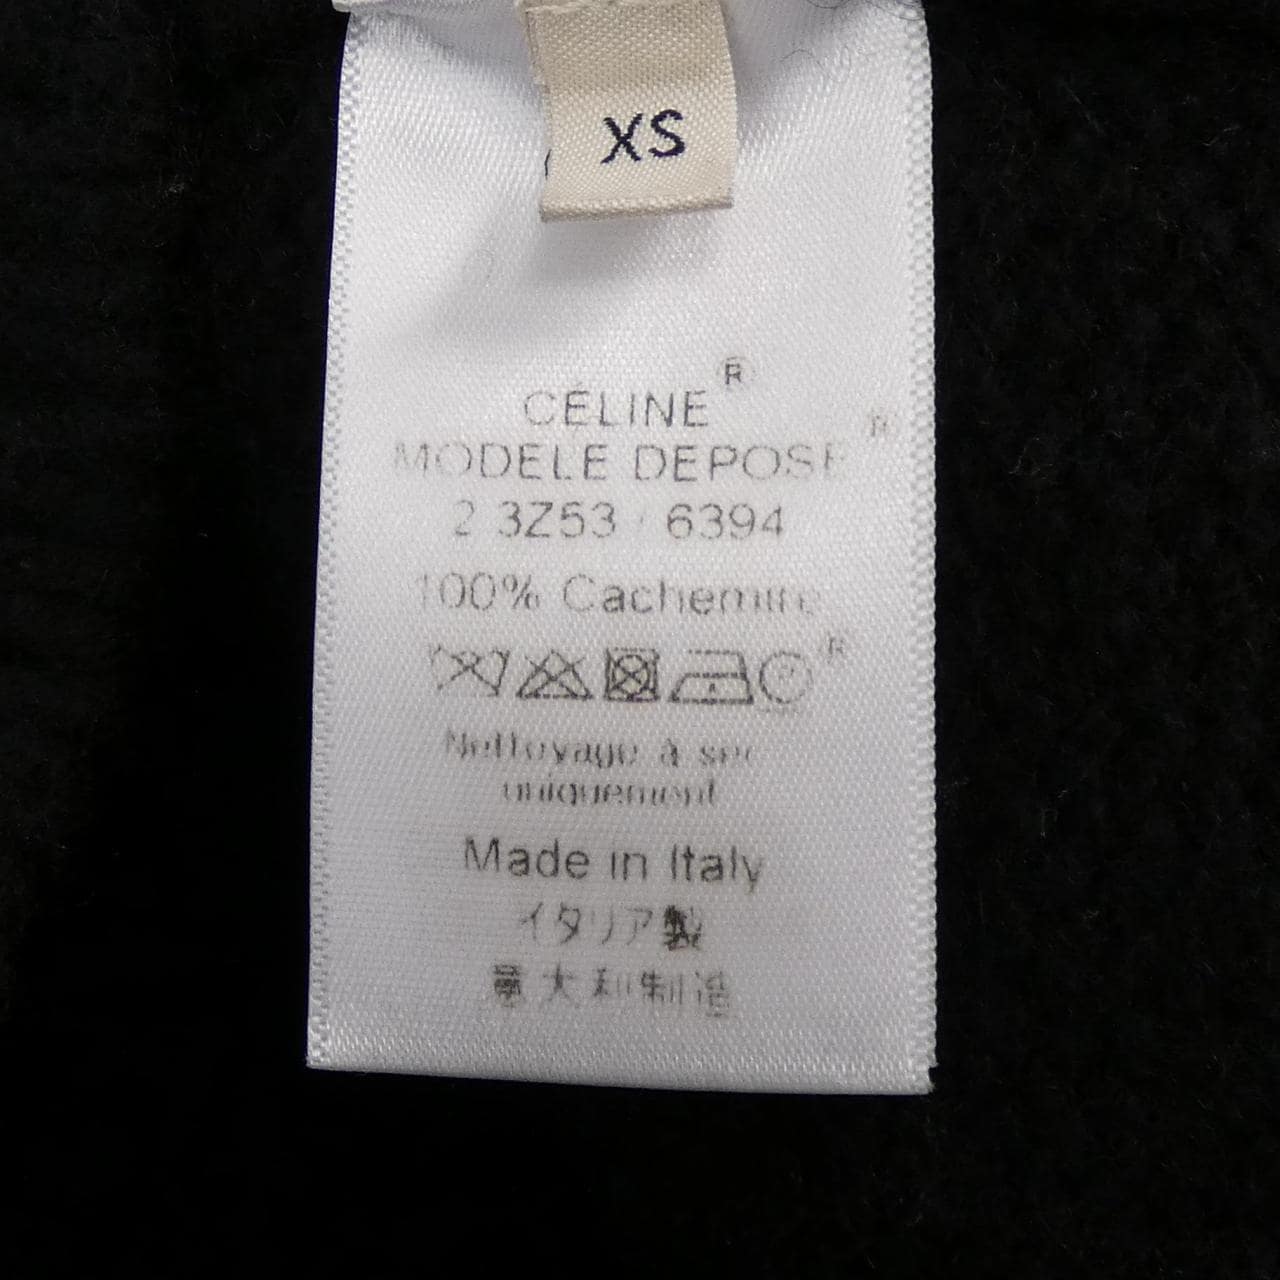 XS
CÉLINE®
MODELE DEPOSE®
2 3Z53 / 6394
100% Cachemire
Nettoyage à sec
uniquement
Made in Italy
イタリア製
意大利制造